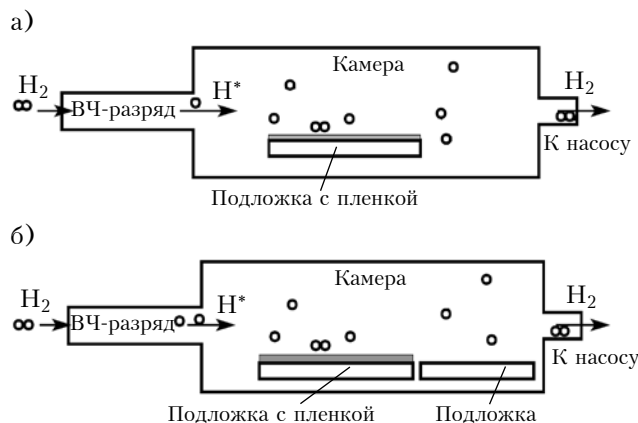 а)
Камера
H₂
ВЧ-разряд
H*
H₂
К насосу
Подложка с пленкой
б)
Камера
H₂
ВЧ-разряд
H*
H₂
К насосу
Подложка с пленкой
Подложка